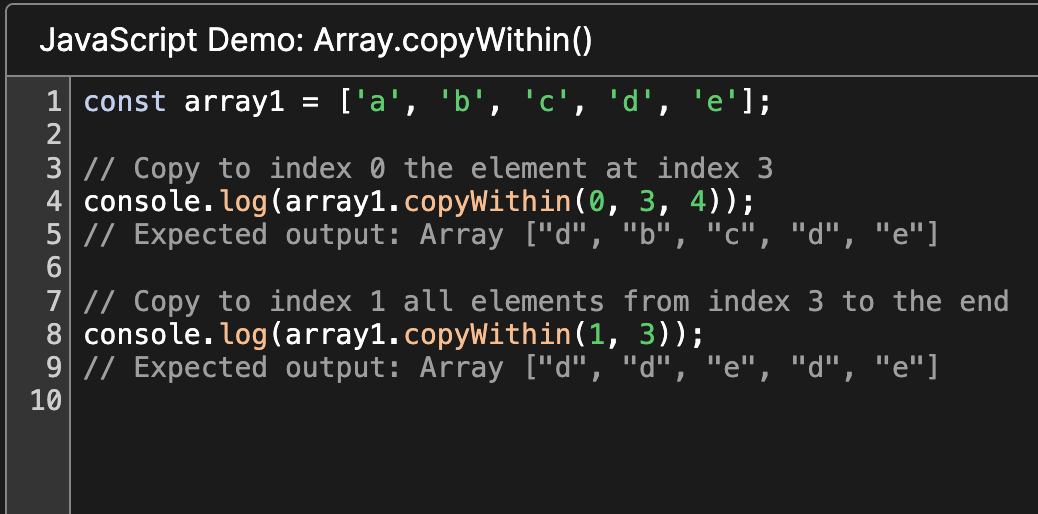 JavaScript Demo: Array.copyWithin()
1 const array1 = ['a', 'b', 'c', 'd', 'e'];
2
3 // Copy to index 0 the element at index 3
4 console.log(array1.copyWithin(0, 3, 4));
5 // Expected output: Array ["d", "b", "c", "d", "e"]
6
7 // Copy to index 1 all elements from index 3 to the end
8 console.log(array1.copyWithin(1, 3));
9 // Expected output: Array ["d", "d", "e", "d", "e"]
10